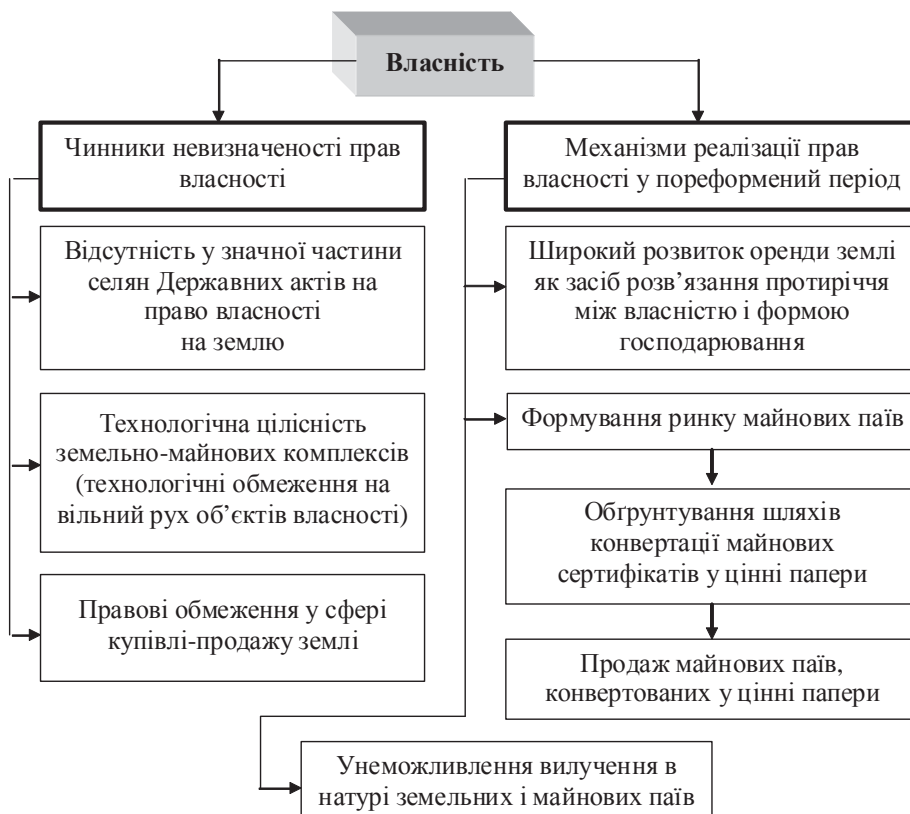 Власність
Чинники невизначеності прав
власності
Відсутність у значної частини
селян Державних актів на
право власності
на землю
Технологічна цілісність
земельно-майнових комплексів
(технологічні обмеження на
вільний рух об’єктів власності)
Правові обмеження у сфері
купівлі-продажу землі
Механізми реалізації прав
власності у пореформений період
Широкий розвиток оренди землі
як засіб розв’язання протиріччя
між власністю і формою
господарювання
Формування ринку майнових паїв
Обґрунтування шляхів
конвертації майнових
сертифікатів у цінні папери
Продаж майнових паїв,
конвертованих у цінні папери
Унеможливлення вилучення в
натурі земельних і майнових паїв